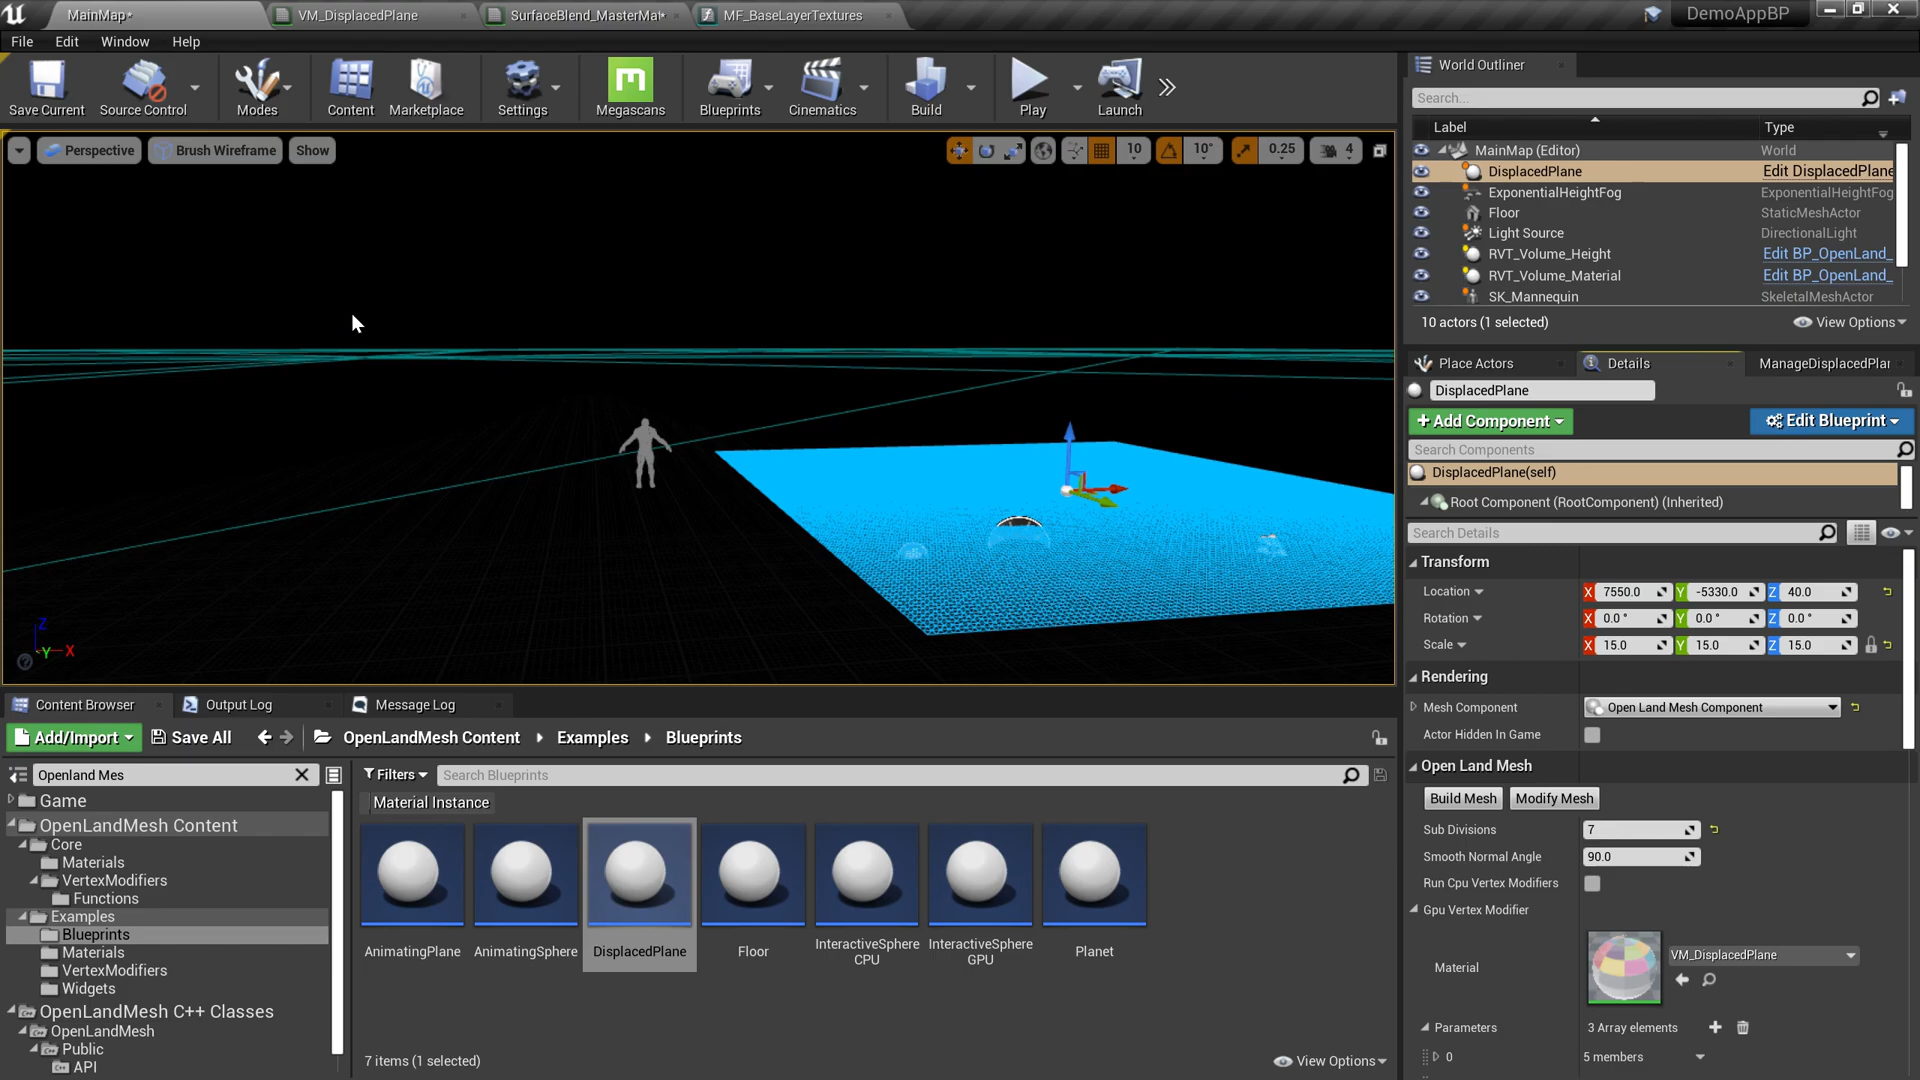 MainMap*
VM_DisplacedPlane
SurfaceBlend_MasterMat*
MF_BaseLayerTextures
DemoAppBP
File Edit Window Help
Save Current
Source Control
Modes
Content
Marketplace
Settings
Megascans
Blueprints
Cinematics
Build
Play
Launch
Perspective
Brush Wireframe
Show
10
10°
0.25
4
Z
Y
X
World Outliner
Search...
Label Type
MainMap (Editor) World
DisplacedPlane Edit DisplacedPlane
ExponentialHeightFog ExponentialHeightFog
Floor StaticMeshActor
Light Source DirectionalLight
RVT_Volume_Height Edit BP_OpenLand_
RVT_Volume_Material Edit BP_OpenLand_
SK_Mannequin SkeletalMeshActor
10 actors (1 selected) View Options
Place Actors
Details
ManageDisplacedPlar
DisplacedPlane
+ Add Component Edit Blueprint
Search Components
DisplacedPlane(self)
Root Component (RootComponent) (Inherited)
Search Details
Transform
Location X 7550.0 Y -5330.0 Z 40.0
Rotation X 0.0 ° Y 0.0 ° Z 0.0 °
Scale X 15.0 Y 15.0 Z 15.0
Rendering
Mesh Component Open Land Mesh Component
Actor Hidden In Game
Open Land Mesh
Build Mesh Modify Mesh
Sub Divisions 7
Smooth Normal Angle 90.0
Run Cpu Vertex Modifiers
Gpu Vertex Modifier
Material VM_DisplacedPlane
Parameters 3 Array elements
0 5 members
Content Browser
Output Log
Message Log
Add/Import Save All OpenLandMesh Content Examples Blueprints
Openland Mes
Filters Search Blueprints
Material Instance
Game
OpenLandMesh Content
Core
Materials
VertexModifiers
Functions
Examples
Blueprints
Materials
VertexModifiers
Widgets
OpenLandMesh C++ Classes
OpenLandMesh
Public
API
AnimatingPlane
AnimatingSphere
DisplacedPlane
Floor
InteractiveSphere
CPU
InteractiveSphere
GPU
Planet
7 items (1 selected) View Options